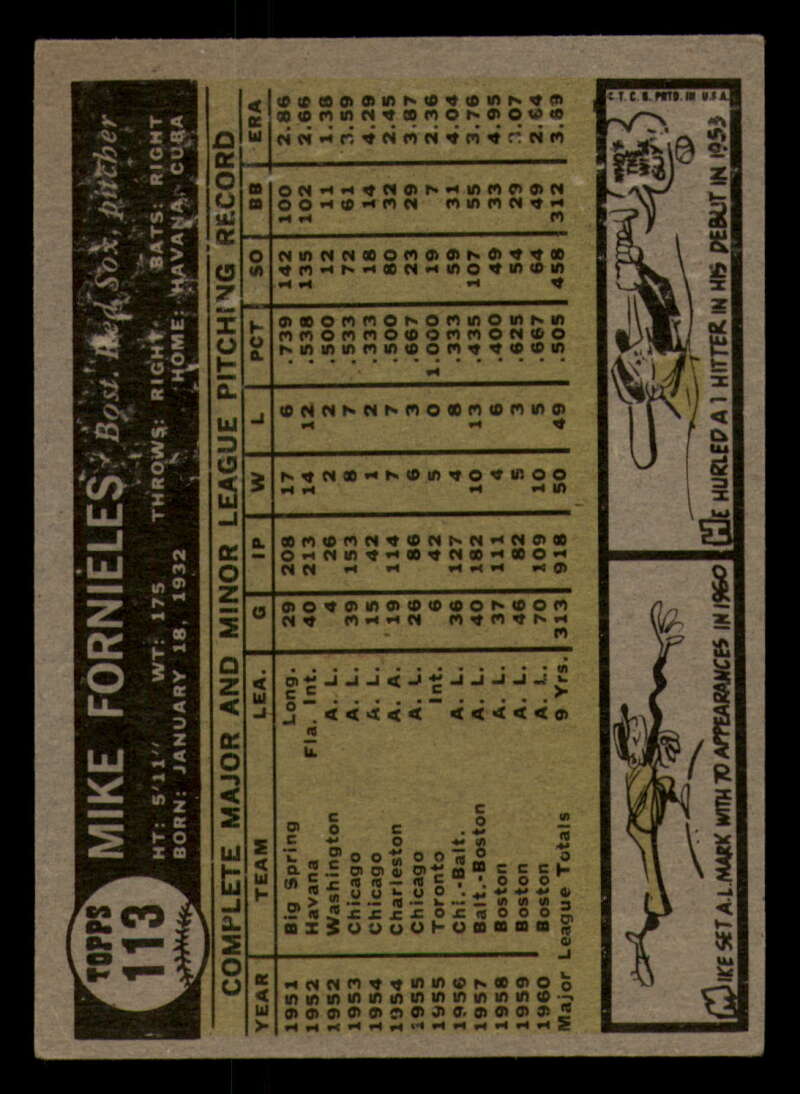 TOPPS
113
MIKE FORNIELES Bost. Red Sox, pitcher
HT: 5'11" WT: 175 THROWS: RIGHT BATS: RIGHT
BORN: JANUARY 18, 1932 HOME: HAVANA, CUBA
COMPLETE MAJOR AND MINOR LEAGUE PITCHING RECORD
YEAR TEAM LEA. G IP W L PCT SO BB ERA
1951 Big Spring Long. 29 208 17 6 .739 142 100 2.86
1952 Havana Fla. Int. 40 213 14 12 .538 135 102 2.66
1952 Washington A. L. 4 26 2 2 .500 12 11 1.38
1953 Chicago A. L. 39 153 8 7 .533 72 61 3.59
1954 Chicago A. L. 15 42 1 2 .333 18 14 4.29
1954 Charleston A. A. 19 114 7 7 .500 80 32 2.45
1955 Chicago A. L. 26 86 6 3 .667 23 29 3.87
1955 Toronto Int. 6 42 5 0 1.000 19 7 2.36
1956 Chi.-Balt. A. L. 36 127 4 8 .333 59 31 4.04
1957 Balt.-Boston A. L. 40 182 10 13 .435 107 55 3.76
1958 Boston A. L. 37 111 4 6 .400 49 33 4.95
1959 Boston A. L. 46 82 5 3 .625 54 29 3.07
1960 Boston A. L. 70 109 10 5 .667 64 49 2.64
Major League Totals 9 Yrs. 313 918 50 49 .505 458 312 3.69
MIKE SET A.L. MARK WITH 70 APPEARANCES IN 1960
WHO'S
THE
WISE
GUY?
HE HURLED A 1 HITTER IN HIS DEBUT IN 1953
©T. C. G. PRTD. IN U.S.A.